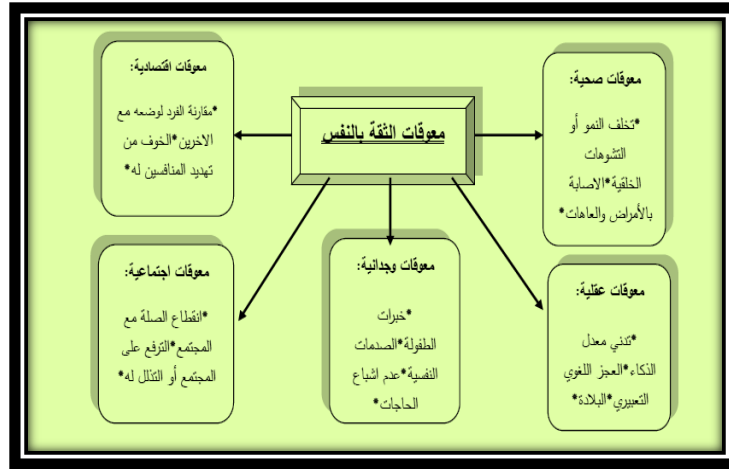 معوقات الثقة بالنفس
معوقات صحية:
*تخلف النمو أو
التشوهات
الخلقية*الاصابة
بالأمراض والعاهات*
معوقات اقتصادية:
*مقارنة الفرد لوضعه مع
الاخرين*الخوف من
تهديد المنافسين له*
معوقات عقلية:
*تدني معدل
الذكاء*العجز اللغوي
التعبيري*البلادة*
معوقات وجدانية:
*خبرات
الطفولة*الصدمات
النفسية*عدم اشباع
الحاجات*
معوقات اجتماعية:
*انقطاع الصلة مع
المجتمع*الترفع على
المجتمع أو التذلل له*